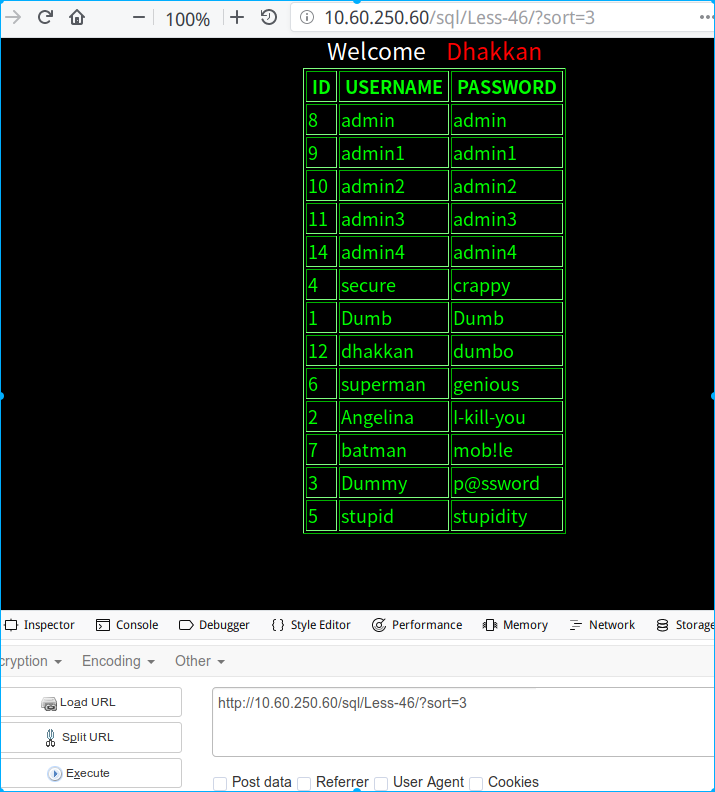 100% 10.60.250.60/sql/Less-46/?sort=3
Welcome Dhakkan
ID USERNAME PASSWORD
8 admin admin
9 admin1 admin1
10 admin2 admin2
11 admin3 admin3
14 admin4 admin4
4 secure crappy
1 Dumb Dumb
12 dhakkan dumbo
6 superman genious
2 Angelina I-kill-you
7 batman mob!le
3 Dummy p@ssword
5 stupid stupidity
Inspector Console Debugger { } Style Editor Performance Memory Network Storage
cryption Encoding Other
Load URL http://10.60.250.60/sql/Less-46/?sort=3
Split URL
Execute
Post data Referrer User Agent Cookies